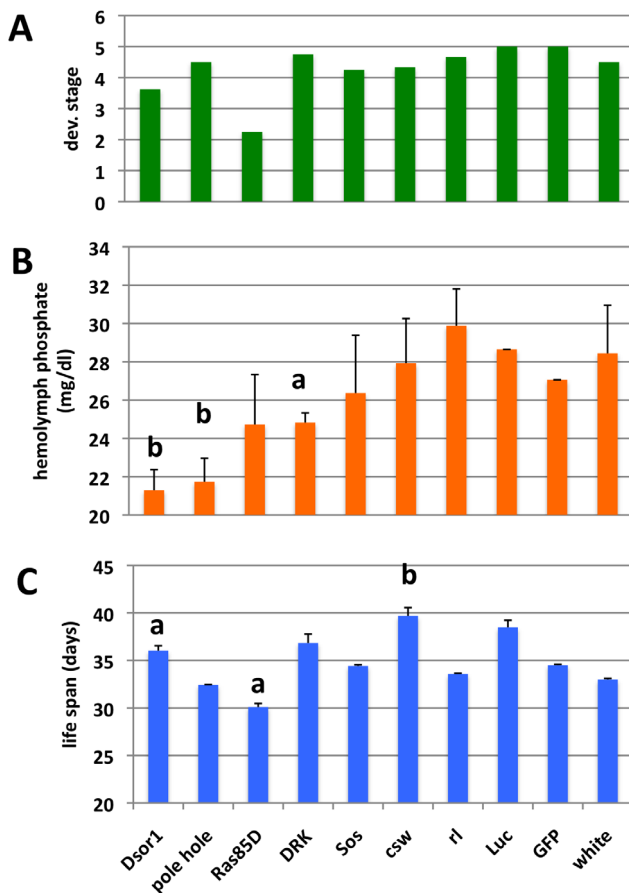 A
dev. stage
6
5
4
3
2
1
0
B
hemolymph phosphate
(mg/dl)
34
32
30
28
26
24
22
20
b
b
a
C
life span (days)
45
40
35
30
25
20
a
a
b
Dsor1
pole hole
Ras85D
DRK
Sos
csw
rl
Luc
GFP
white